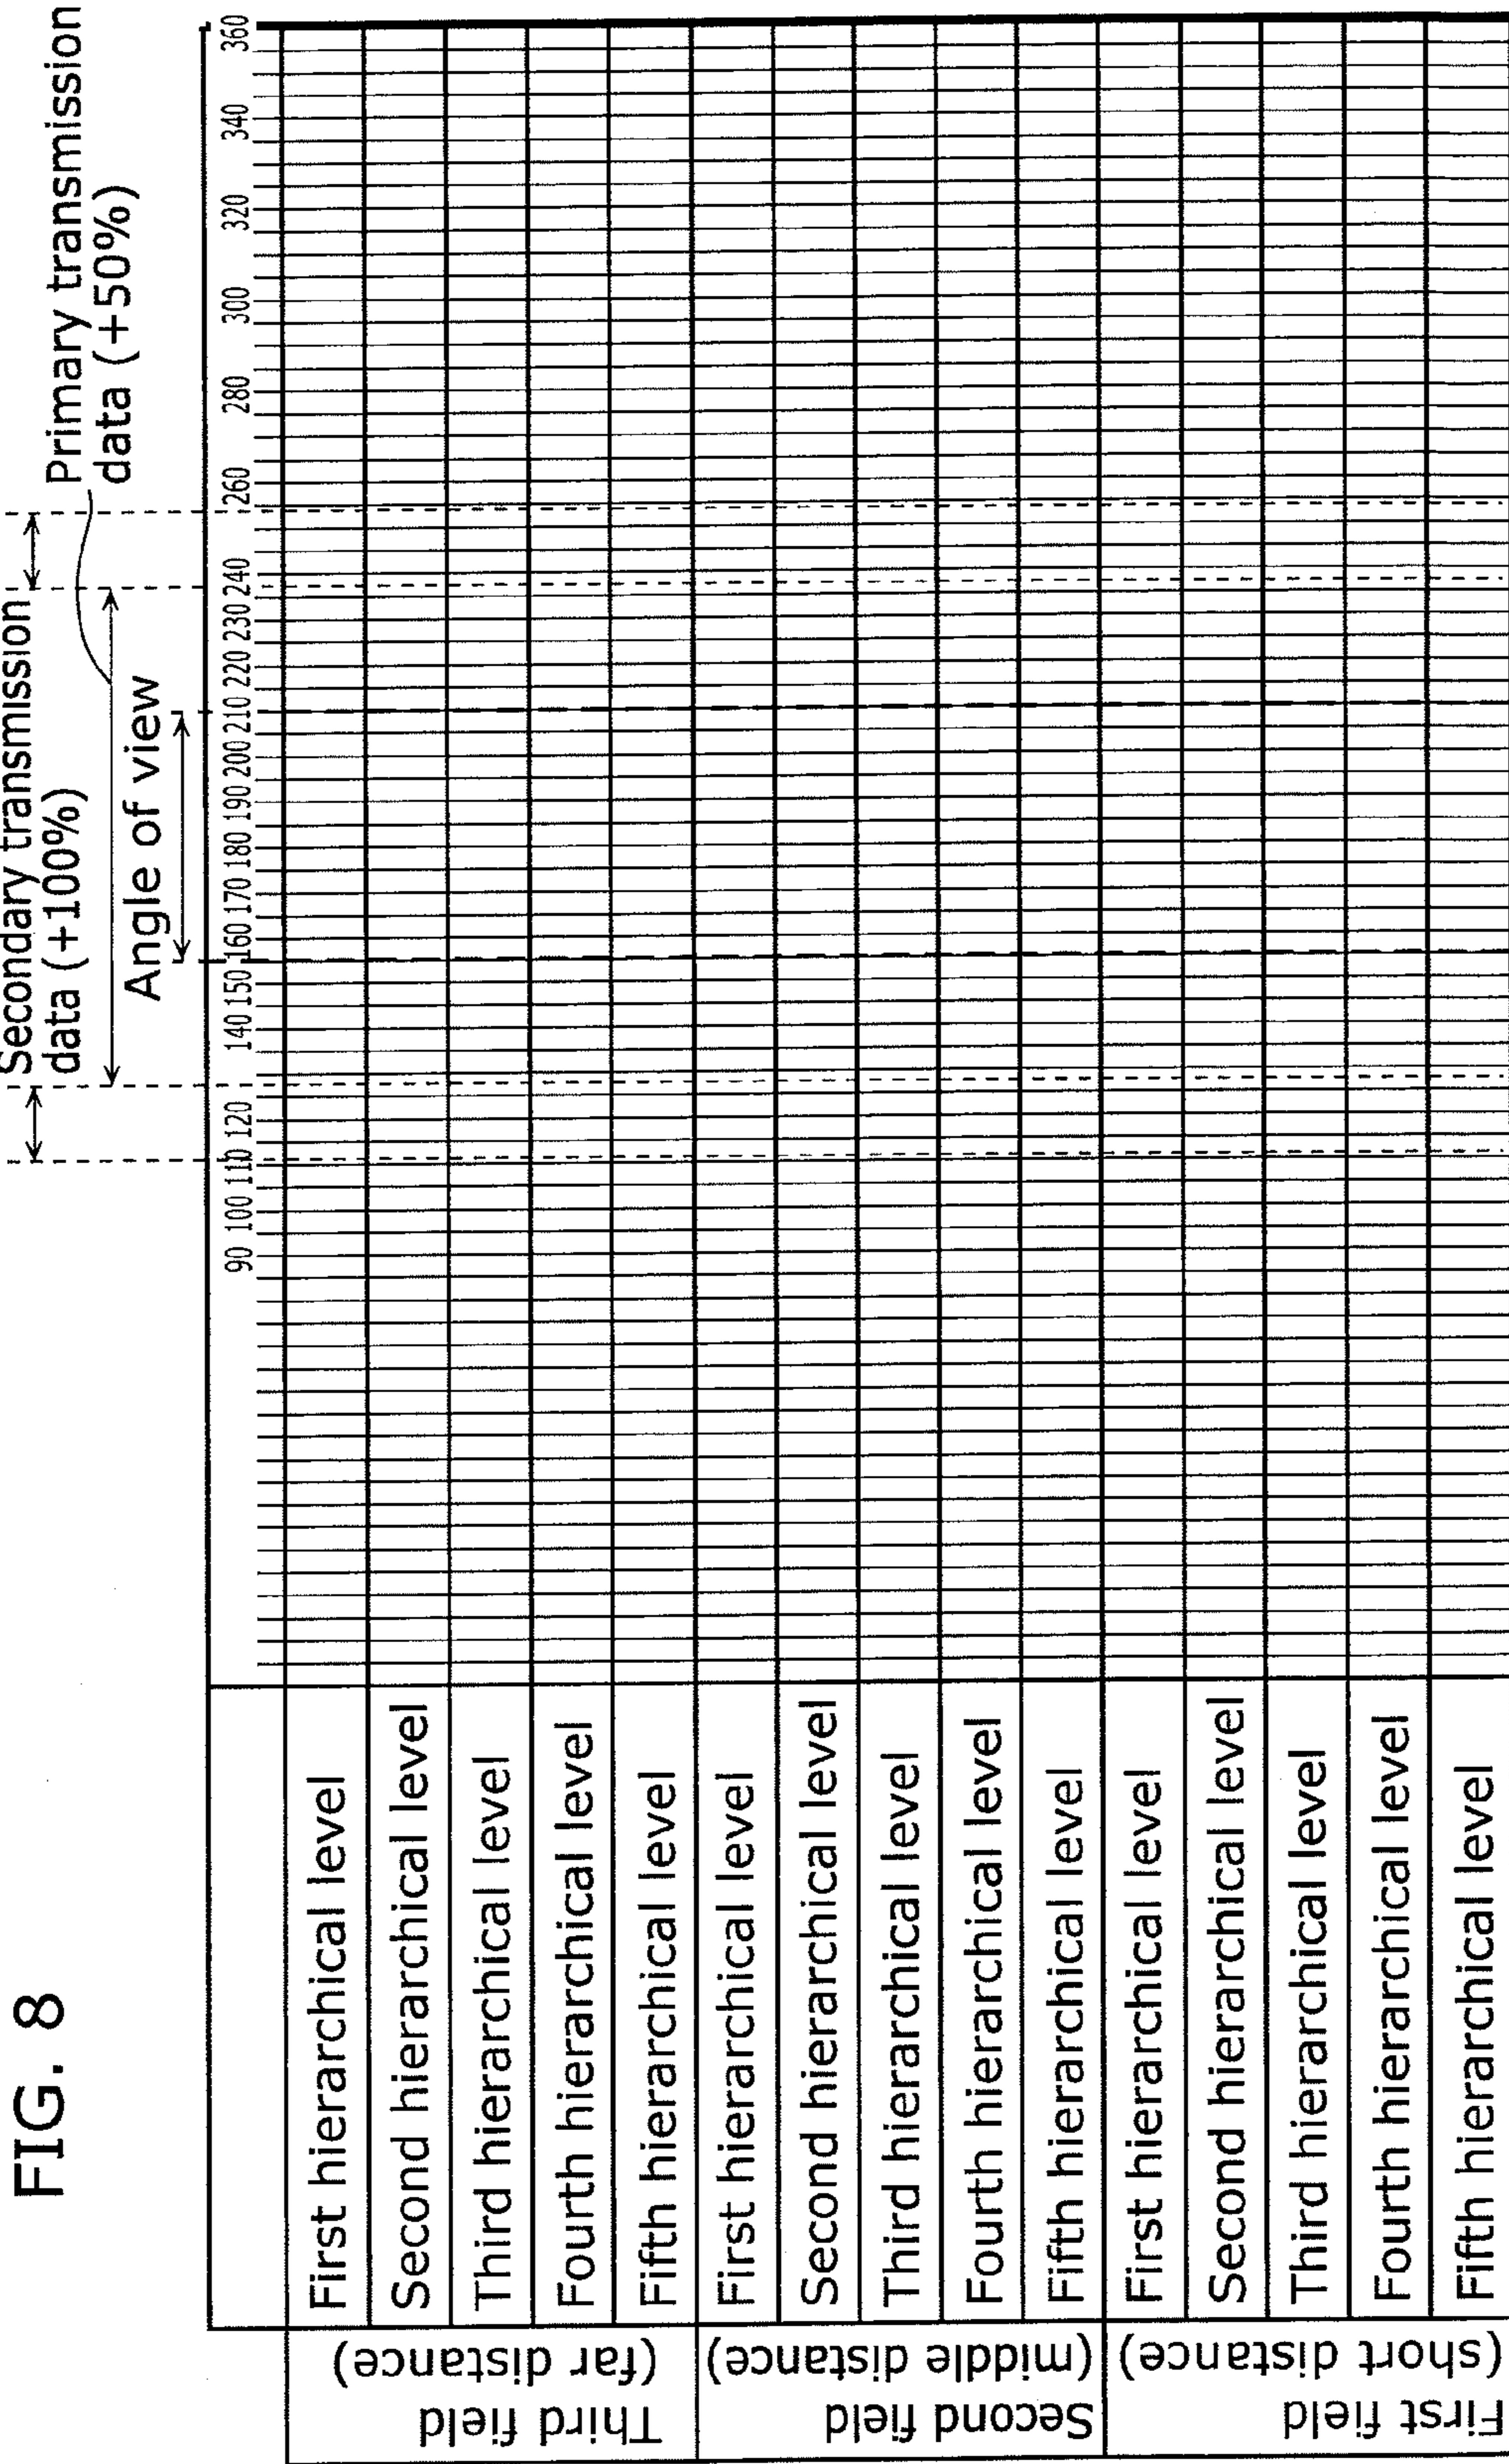 FIG. 8
Secondary transmission
data (+100%)
Primary transmission
data (+50%)
Angle of view
90 100 110 120 140 150 160 170 180 190 200 210 220 230 240 260 280 300 320 340 360
Third field
(far distance)
First hierarchical level
Second hierarchical level
Third hierarchical level
Fourth hierarchical level
Fifth hierarchical level
Second field
(middle distance)
First hierarchical level
Second hierarchical level
Third hierarchical level
Fourth hierarchical level
Fifth hierarchical level
First field
(short distance)
First hierarchical level
Second hierarchical level
Third hierarchical level
Fourth hierarchical level
Fifth hierarchical level